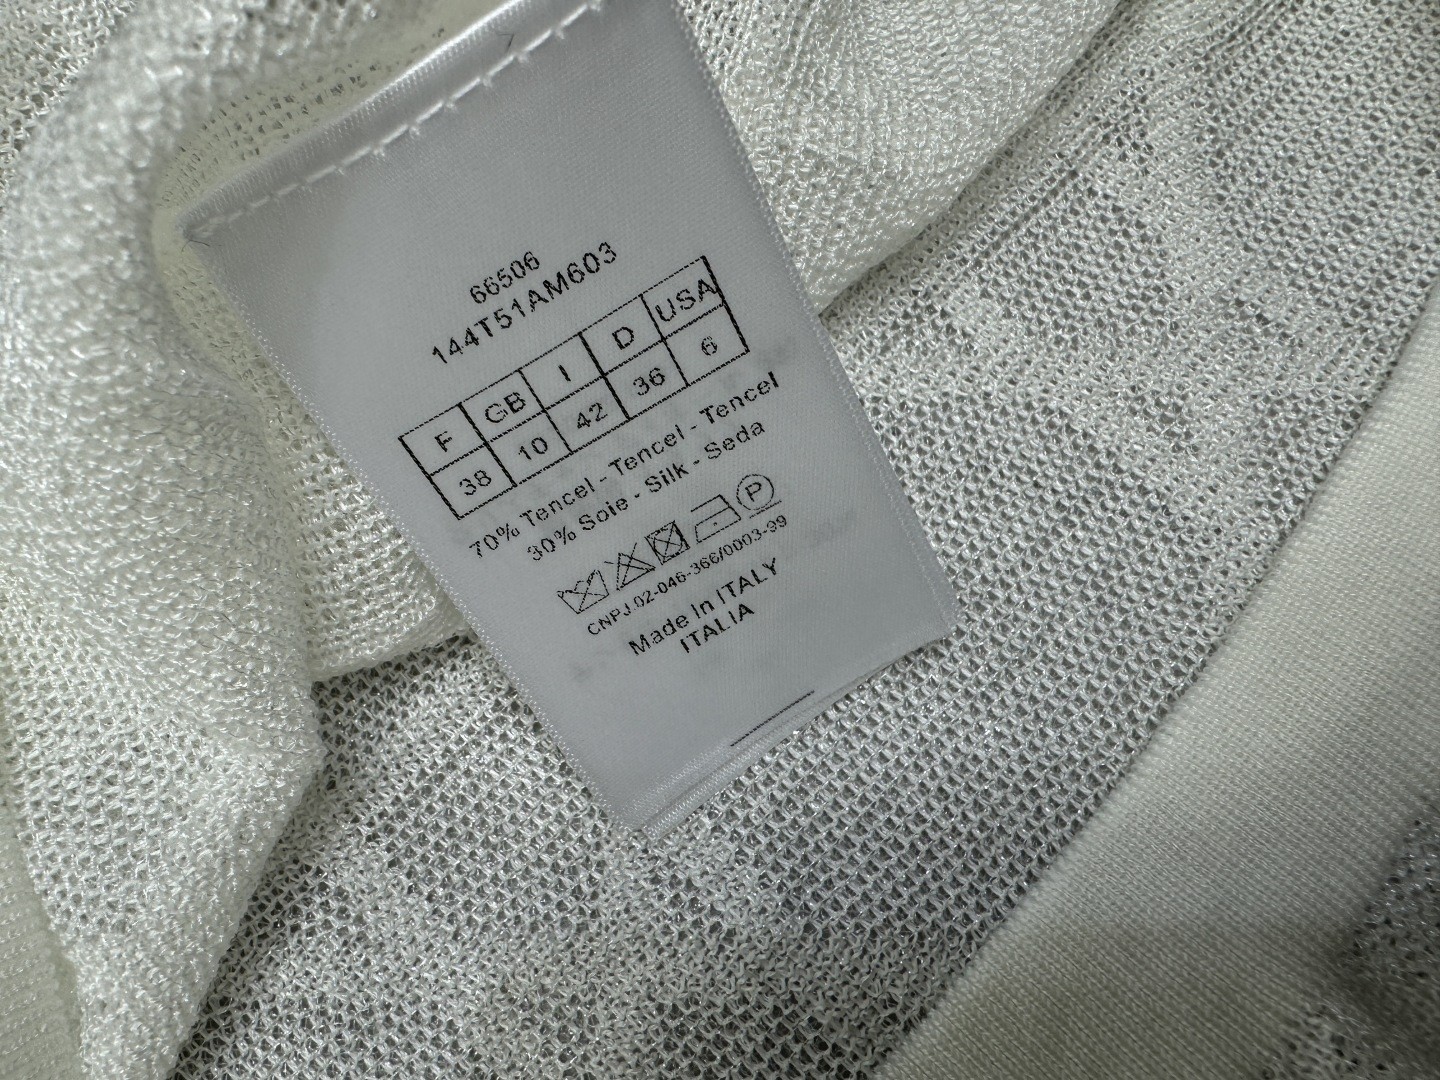 66506
144T51AM603
F GB I D USA
38 10 42 36 6
70% Tencel - Tencel - Tencel
30% Soie - Silk - Seda
P
CNPJ.02-046-366/0003-99
Made in ITALY
ITALIA